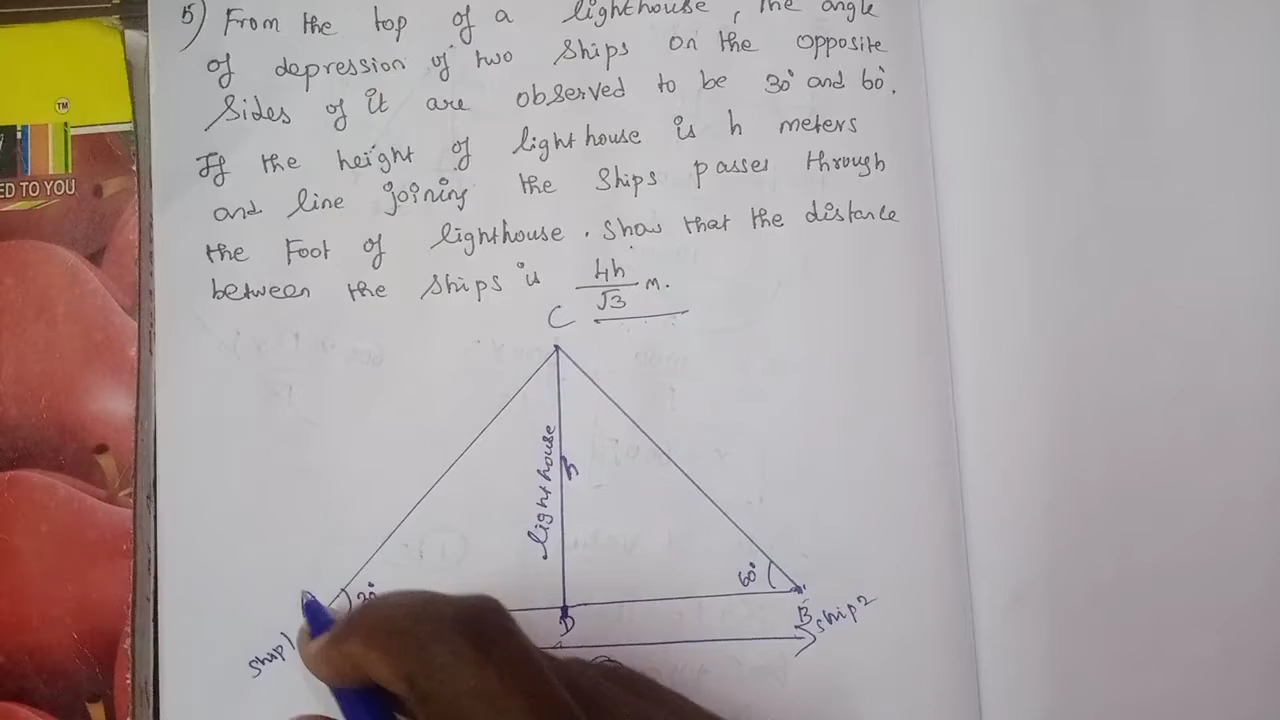 5) From the top of a lighthouse, the angle
of depression of two ships on the opposite
sides of it are observed to be 30° and 60°.
If the height of lighthouse is h meters
and line joining the ships passes through
the Foot of lighthouse. Show that the distance
between the ships is 4h/√3 m.
C
lighthouse
h
60°
30°
D
B
ship 1
ship 2
TM
ED TO YOU